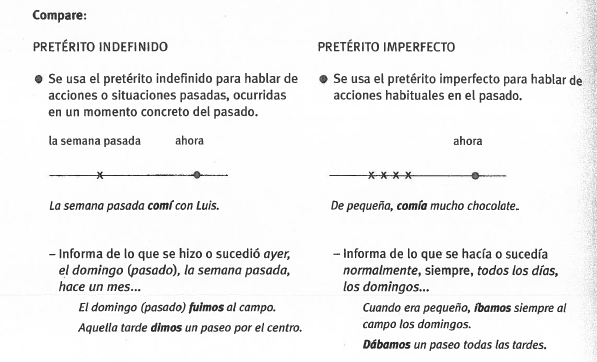 Compare:
PRETÉRITO INDEFINIDO
● Se usa el pretérito indefinido para hablar de
acciones o situaciones pasadas, ocurridas
en un momento concreto del pasado.
la semana pasada ahora
x
La semana pasada comí con Luis.
– Informa de lo que se hizo o sucedió ayer,
el domingo (pasado), la semana pasada,
hace un mes...
El domingo (pasado) fuimos al campo.
Aquella tarde dimos un paseo por el centro.
PRETÉRITO IMPERFECTO
● Se usa el pretérito imperfecto para hablar de
acciones habituales en el pasado.
ahora
x x x x
De pequeña, comía mucho chocolate.
– Informa de lo que se hacía o sucedía
normalmente, siempre, todos los días,
los domingos...
Cuando era pequeño, íbamos siempre al
campo los domingos.
Dábamos un paseo todas las tardes.